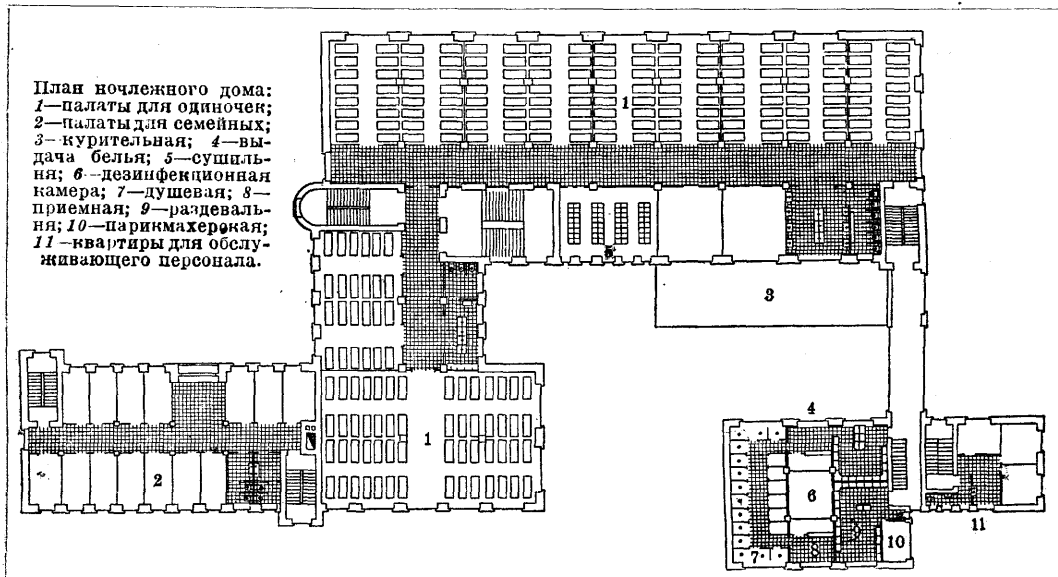 План ночлежного дома:
1—палаты для одиночек;
2—палаты для семейных;
3—курительная; 4—вы-
дача белья; 5—сушиль-
ня; 6—дезинфекционная
камера; 7—душевая; 8—
приемная; 9—раздеваль-
ня; 10—парикмахерская;
11—квартиры для обслу-
живающего персонала.
1
3
1
2
4
6
7
10
11